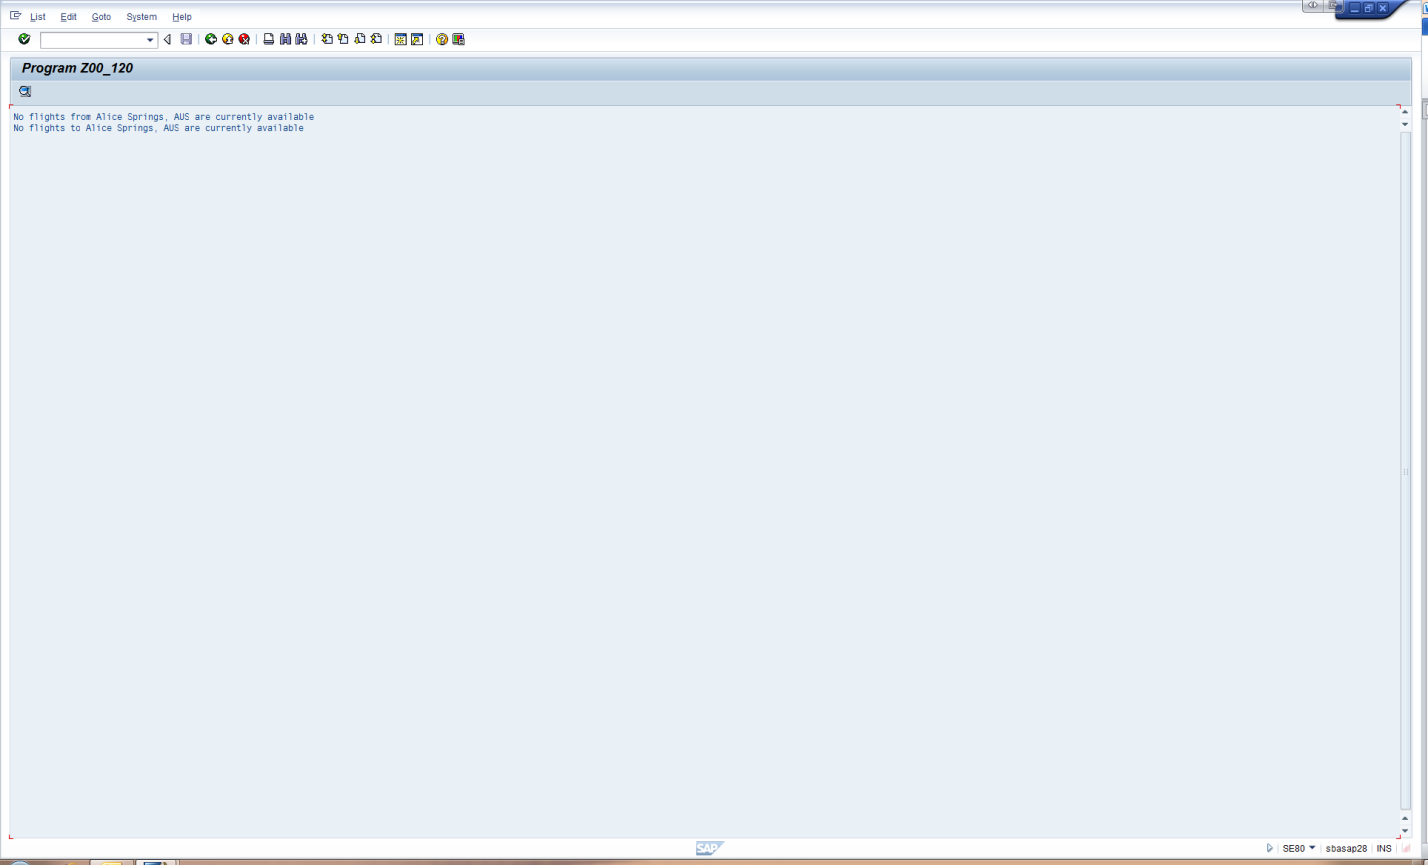 List Edit Goto System Help
Program Z00_120
No flights from Alice Springs, AUS are currently available
No flights to Alice Springs, AUS are currently available
SAP
SE80 sbasap28 INS